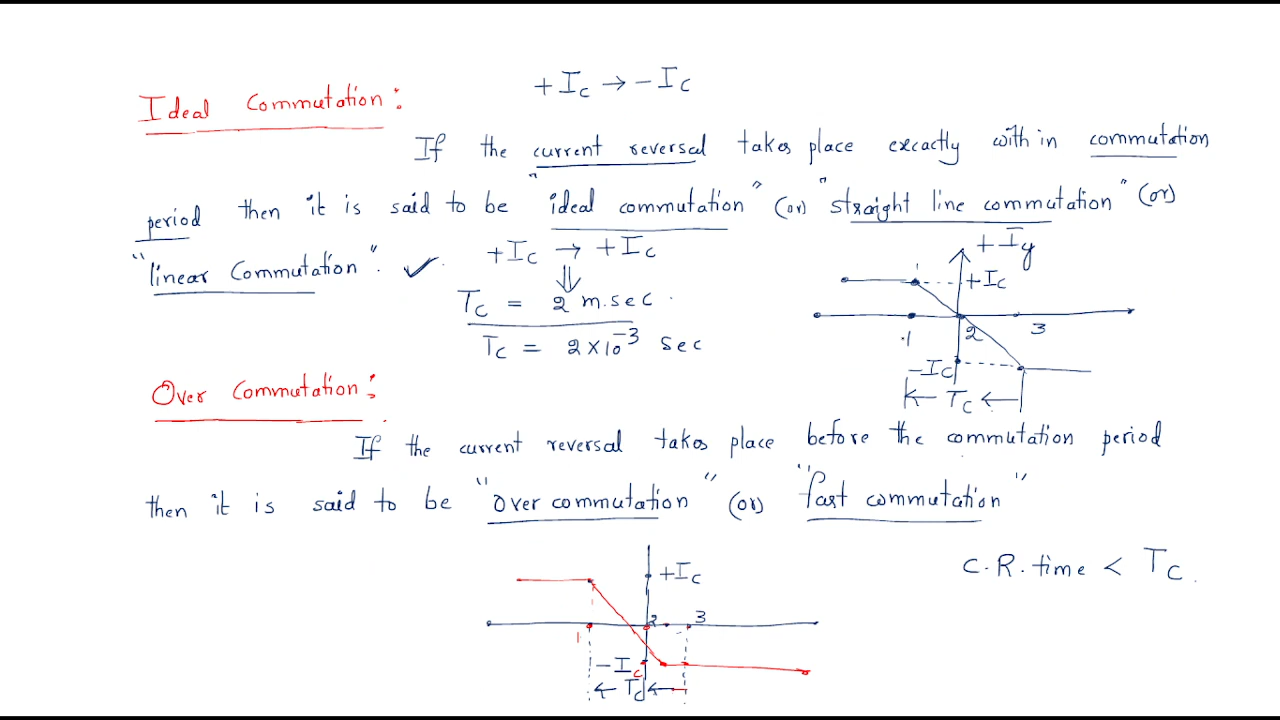 +Ic → -Ic
Ideal Commutation:
If the current reversal takes place excactly with in commutation
period then it is said to be "ideal commutation" (or) "straight line commutation" (or)
"linear Commutation". ✓
+Ic → +Ic
⇓
Tc = 2 m.sec.
Tc = 2×10⁻³ sec
+Iy
+Ic
1 2 3
-Ic
Tc
Over Commutation:
If the current reversal takes place before the commutation period
then it is said to be "Over commutation" (or) "fast commutation"
C.R. time < Tc.
+Ic
1 2 3
-Ic
← Tc ←